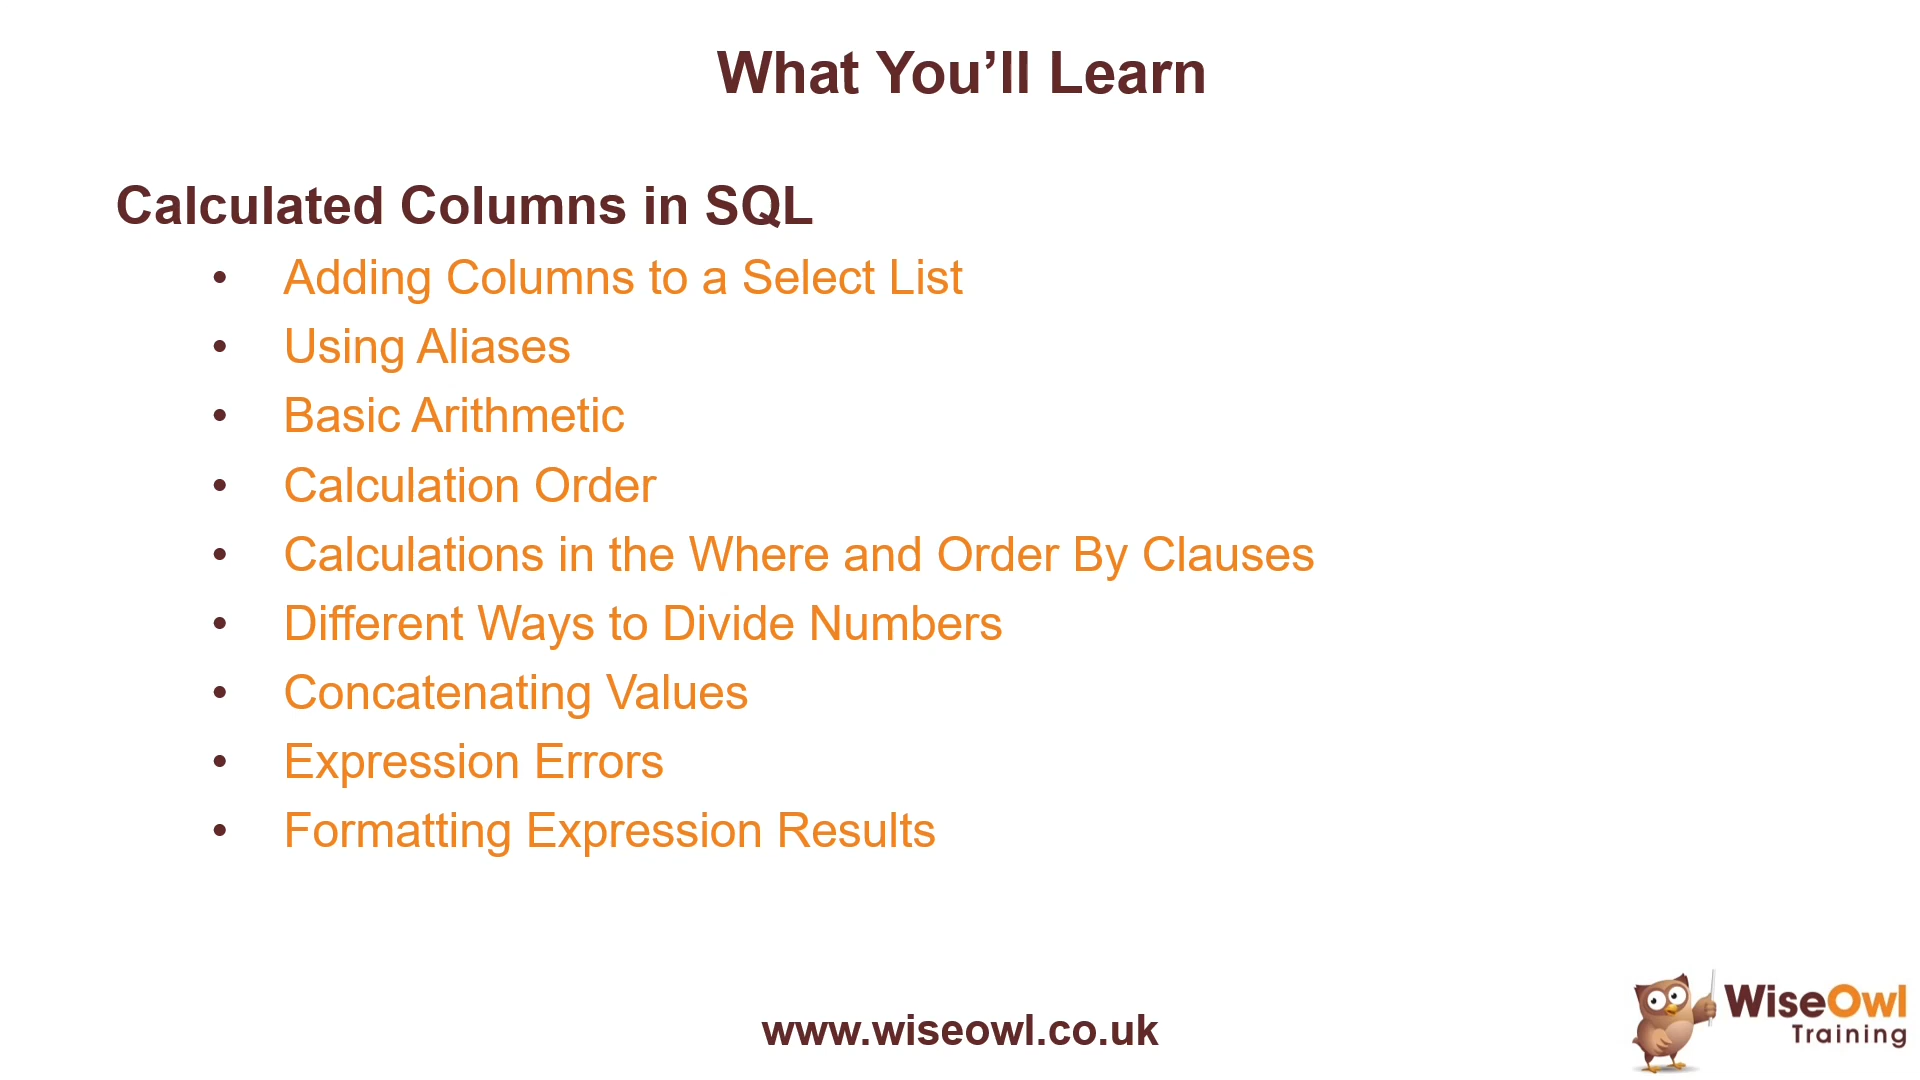 What You’ll Learn
Calculated Columns in SQL
• Adding Columns to a Select List
• Using Aliases
• Basic Arithmetic
• Calculation Order
• Calculations in the Where and Order By Clauses
• Different Ways to Divide Numbers
• Concatenating Values
• Expression Errors
• Formatting Expression Results
www.wiseowl.co.uk
WiseOwl
Training